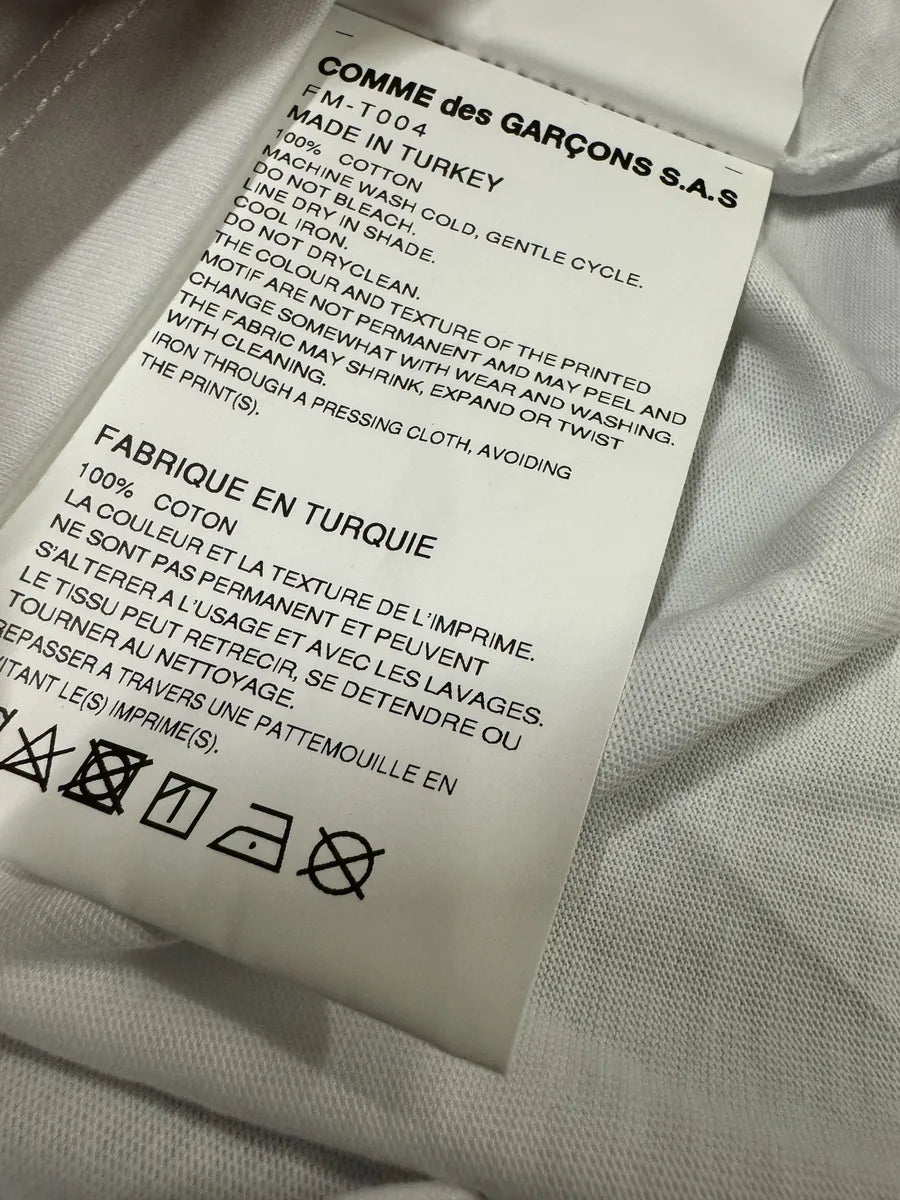 COMME des GARÇONS S.A.S
FM-T004
MADE IN TURKEY
100% COTTON
MACHINE WASH COLD, GENTLE CYCLE.
DO NOT BLEACH.
LINE DRY IN SHADE.
COOL IRON.
DO NOT DRYCLEAN.
THE COLOUR AND TEXTURE OF THE PRINTED
MOTIF ARE NOT PERMANENT AMD MAY PEEL AND
CHANGE SOMEWHAT WITH WEAR AND WASHING.
THE FABRIC MAY SHRINK, EXPAND OR TWIST
WITH CLEANING.
IRON THROUGH A PRESSING CLOTH, AVOIDING
THE PRINT(S).
FABRIQUE EN TURQUIE
100% COTON
LA COULEUR ET LA TEXTURE DE L'IMPRIME.
NE SONT PAS PERMANENT ET PEUVENT
S'ALTERER A L'USAGE ET AVEC LES LAVAGES.
LE TISSU PEUT RETRECIR, SE DETENDRE OU
TOURNER AU NETTOYAGE.
REPASSER A TRAVERS UNE PATTEMOUILLE EN
ITANT LE(S) IMPRIME(S).